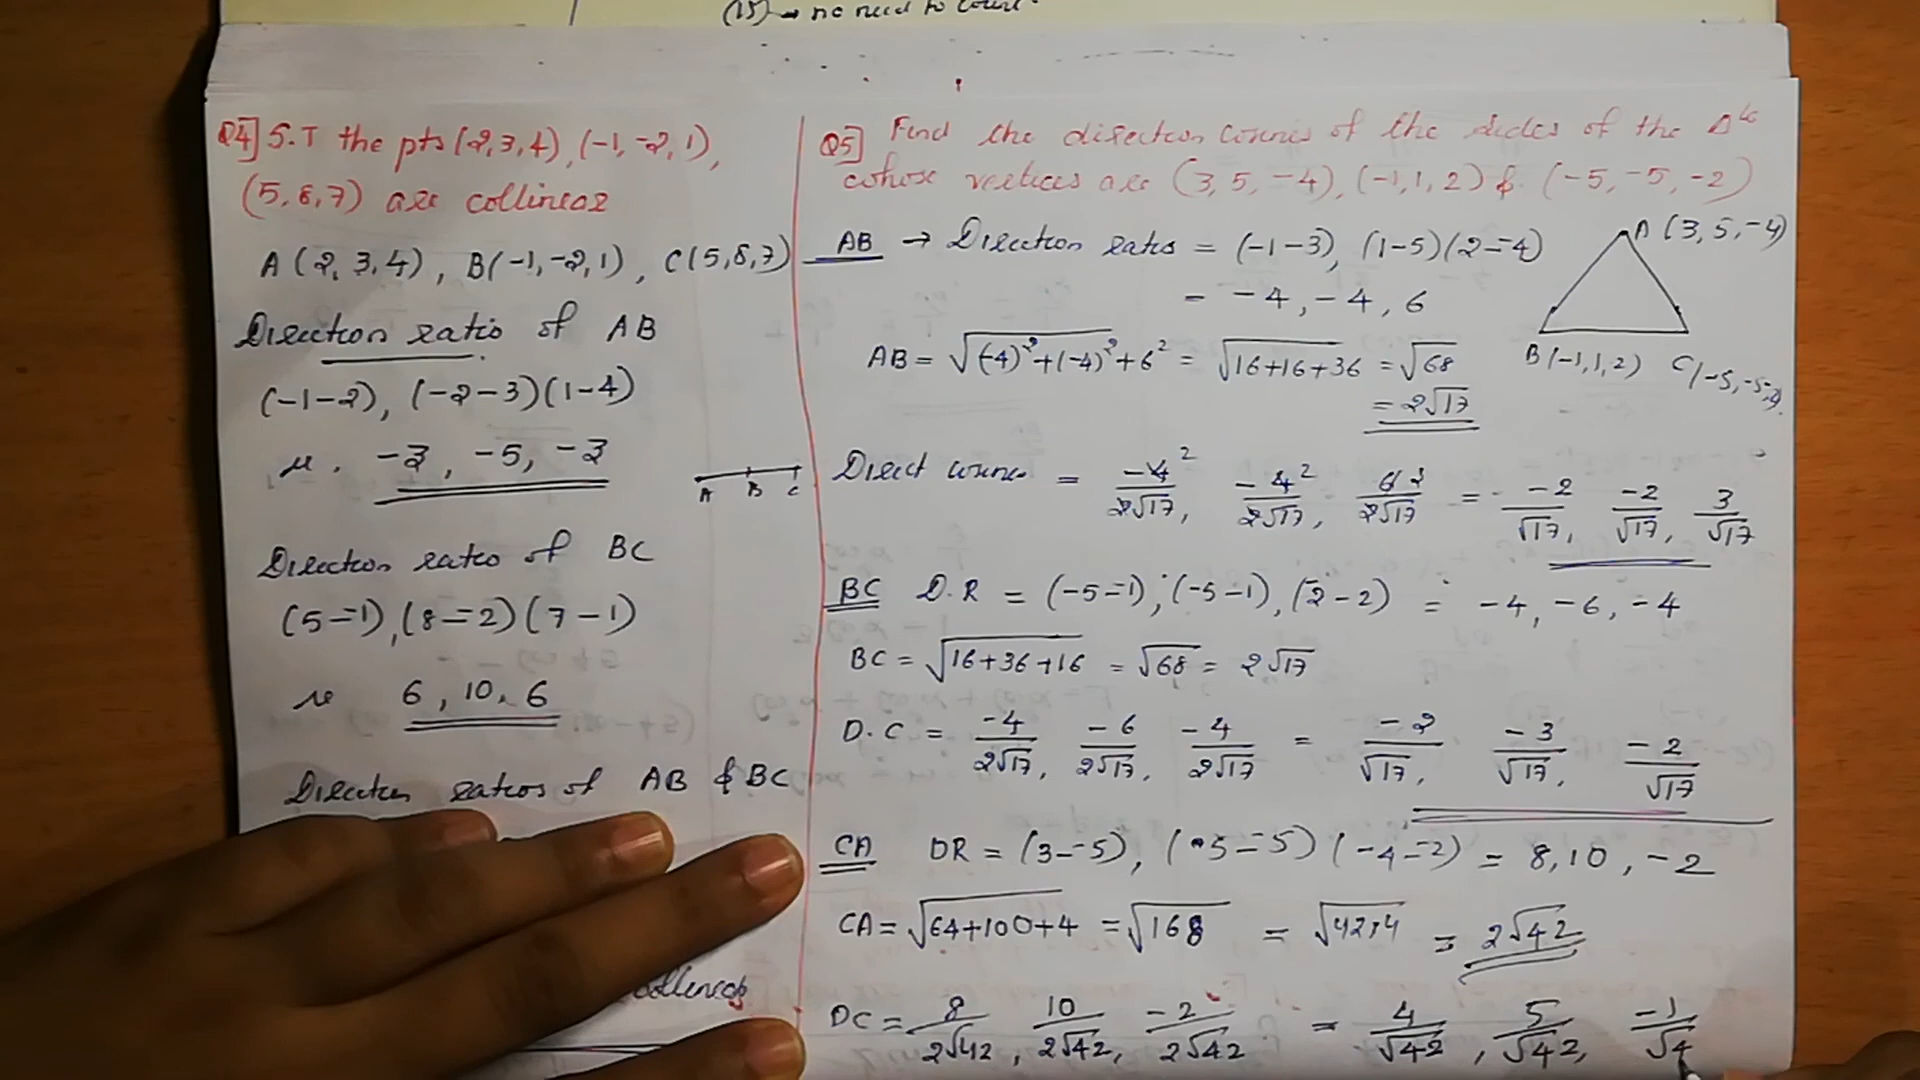 (15) → no need to count.
Q4] S.T the pts (2,3,4), (-1,-2,1),
(5,8,7) are collinear
A (2,3,4), B(-1,-2,1), C(5,8,7)
Direction ratio of AB
(-1-2), (-2-3)(1-4)
-3, -5, -3
A B C
Direction ratio of BC
(5--1), (8--2)(7-1)
6, 10, 6
Direction ratios of AB & BC
collinear
Q5] Find the direction cosines of the sides of the Δle
whose vertices are (3,5,-4), (-1,1,2) & (-5,-5,-2)
AB → Direction ratios = (-1-3), (1-5)(2--4)
= -4, -4, 6
A (3,5,-4)
B(-1,1,2) C(-5,-5,-2)
AB = √(-4)²+(-4)²+6² = √16+16+36 = √68
= 2√17
Direct cosines = -4²/2√17, -4²/2√17, 6³/2√17 = -2/√17, -2/√17, 3/√17
BC D.R = (-5--1), (-5-1), (-2-2) = -4, -6, -4
BC = √16+36+16 = √68 = 2√17
D.C = -4/2√17, -6/2√17, -4/2√17 = -2/√17, -3/√17, -2/√17
CA DR = (3--5), (5--5) (-4--2) = 8, 10, -2
CA = √64+100+4 = √168 = √42×4 = 2√42
DC = 8/2√42, 10/2√42, -2/2√42 = 4/√42, 5/√42, -1/√4